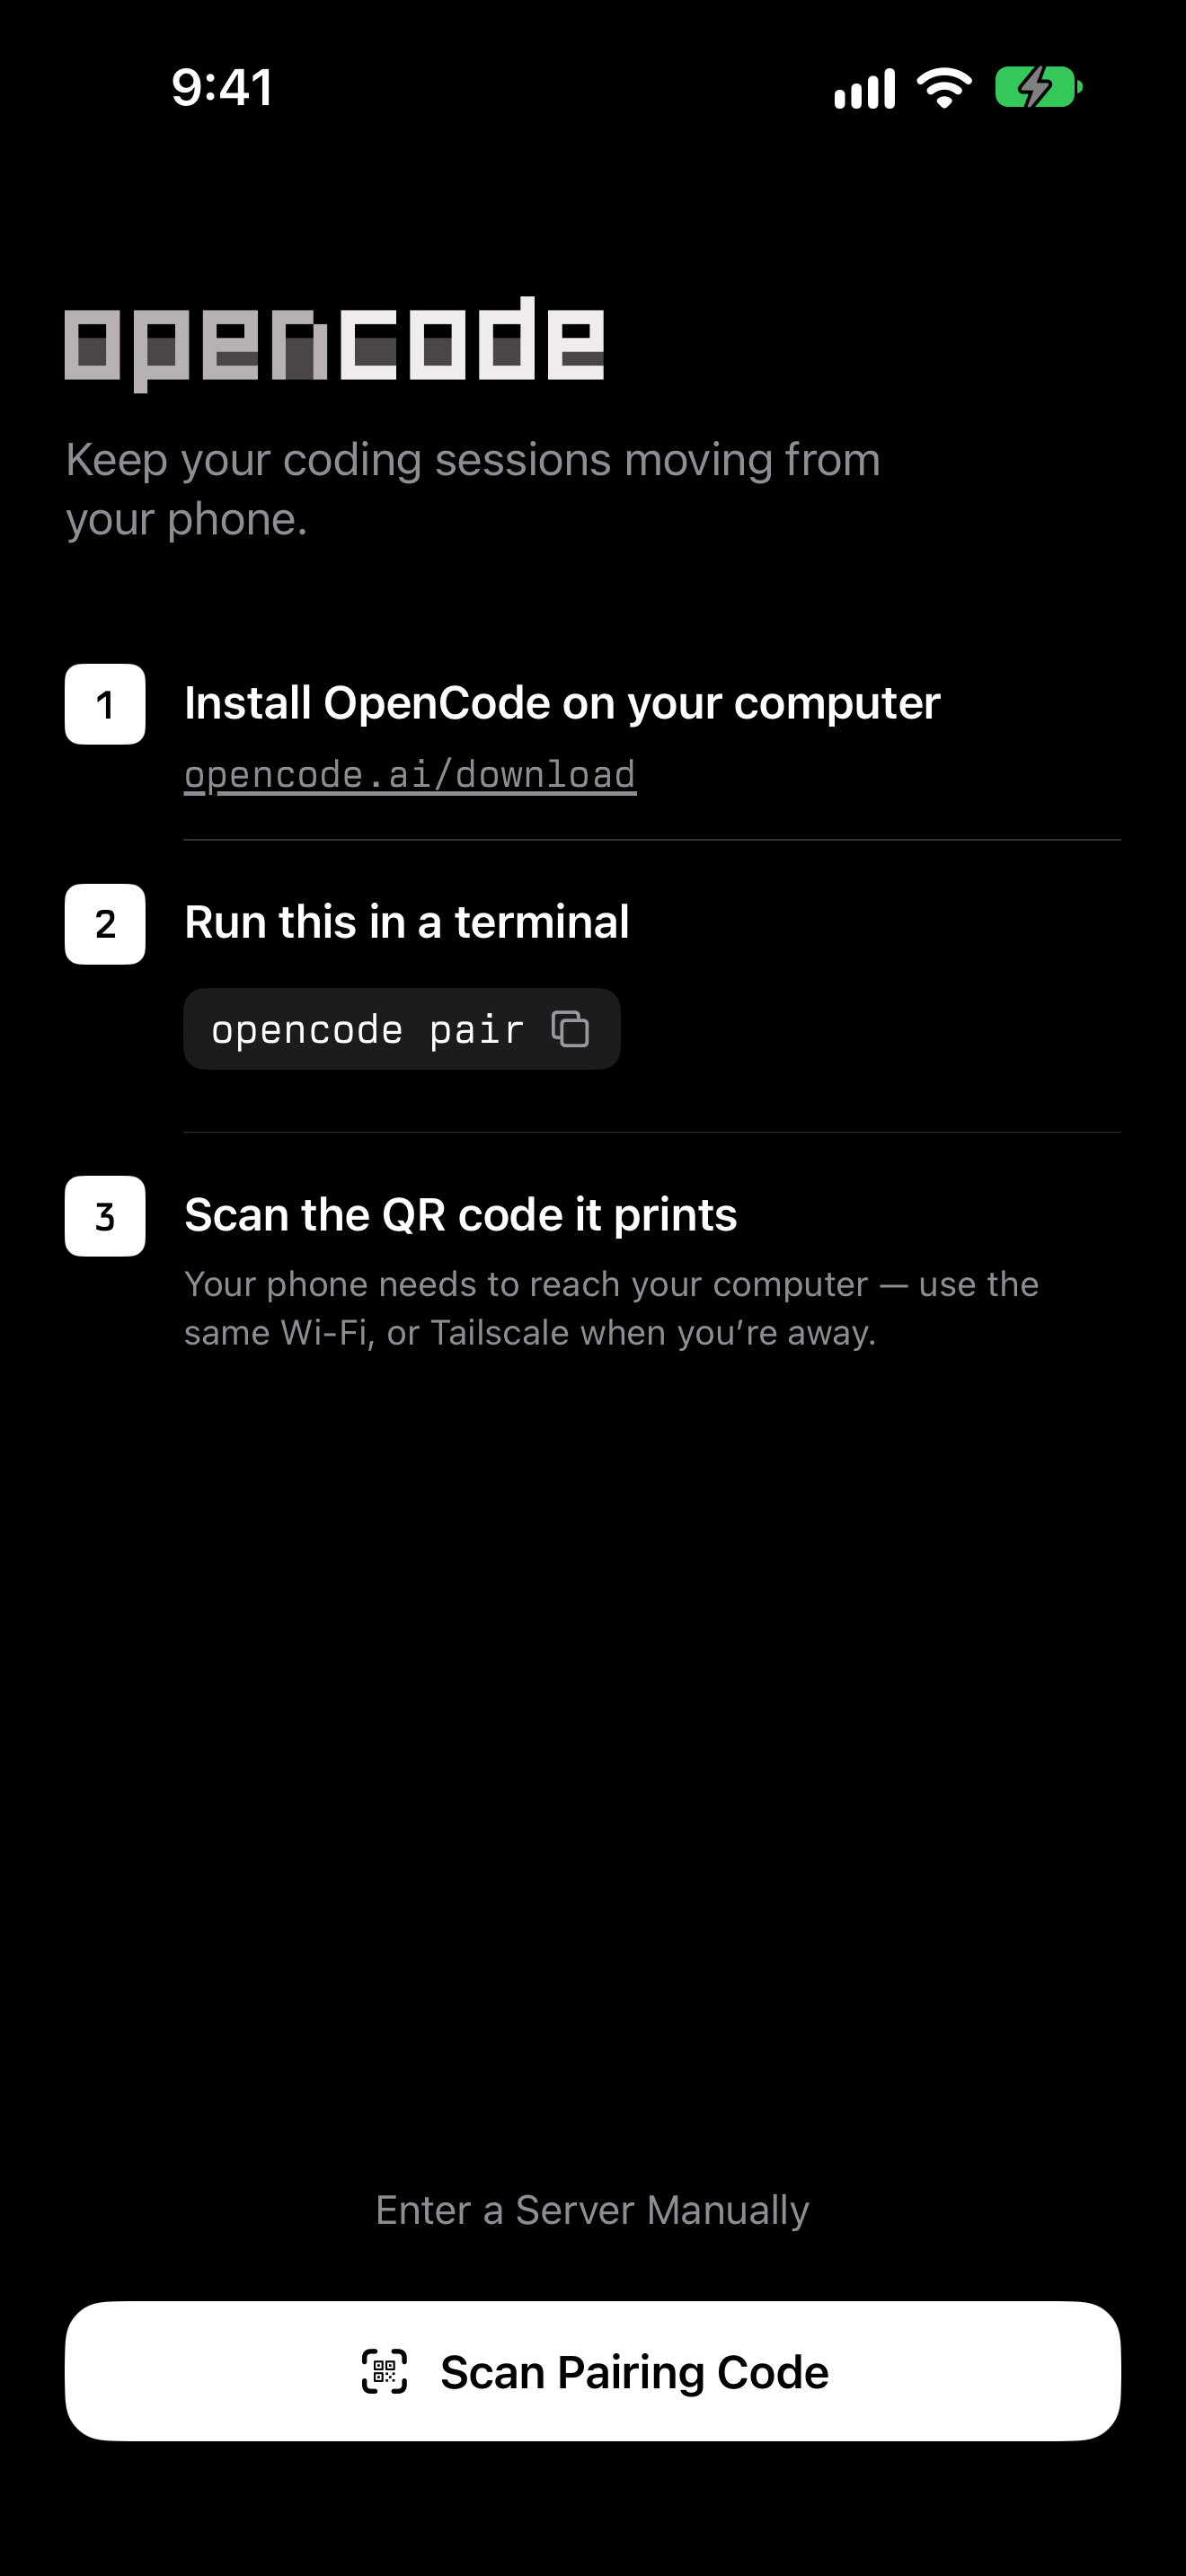 9:41
opencode
Keep your coding sessions moving from
your phone.
1
Install OpenCode on your computer
opencode.ai/download
2
Run this in a terminal
opencode pair
3
Scan the QR code it prints
Your phone needs to reach your computer — use the
same Wi-Fi, or Tailscale when you’re away.
Enter a Server Manually
Scan Pairing Code